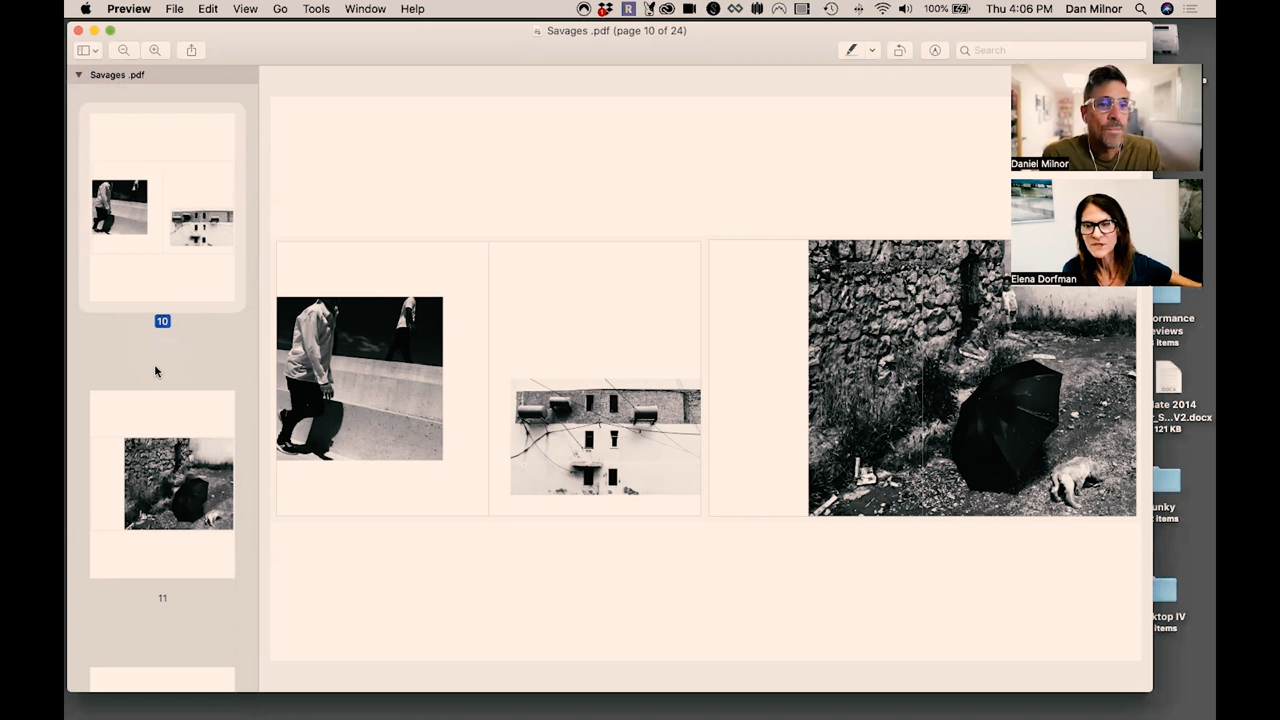 Preview File Edit View Go Tools Window Help 100% Thu 4:06 PM Dan Milnor
Savages .pdf (page 10 of 24)
Search
Savages .pdf
Daniel Milnor
Elena Dorfman
10
11
ormance
eviews
items
ate 2014
r_S...V2.docx
121 KB
unky
items
ktop IV
items